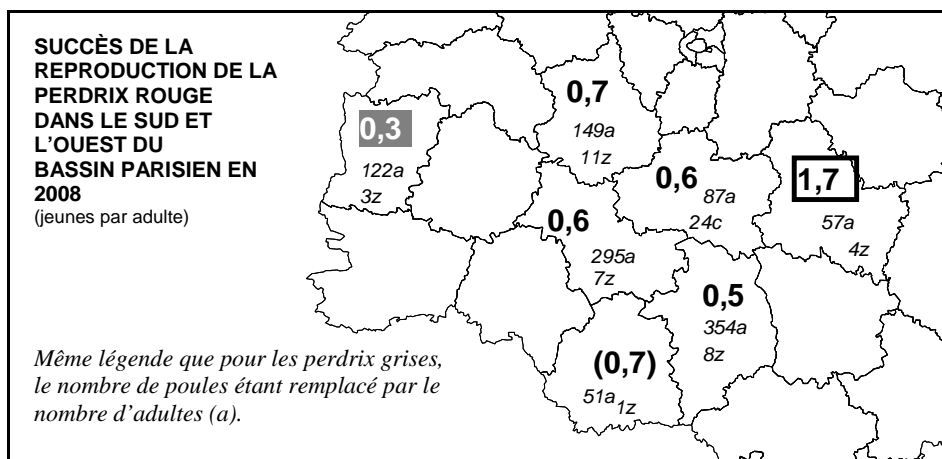 SUCCÈS DE LA
REPRODUCTION DE LA
PERDRIX ROUGE
DANS LE SUD ET
L'OUEST DU
BASSIN PARISIEN EN
2008
(jeunes par adulte)
0,3
122a
3z
0,7
149a
11z
0,6
87a
24c
1,7
57a
4z
0,6
295a
7z
0,5
354a
8z
(0,7)
51a 1z
Même légende que pour les perdrix grises,
le nombre de poules étant remplacé par le
nombre d'adultes (a).